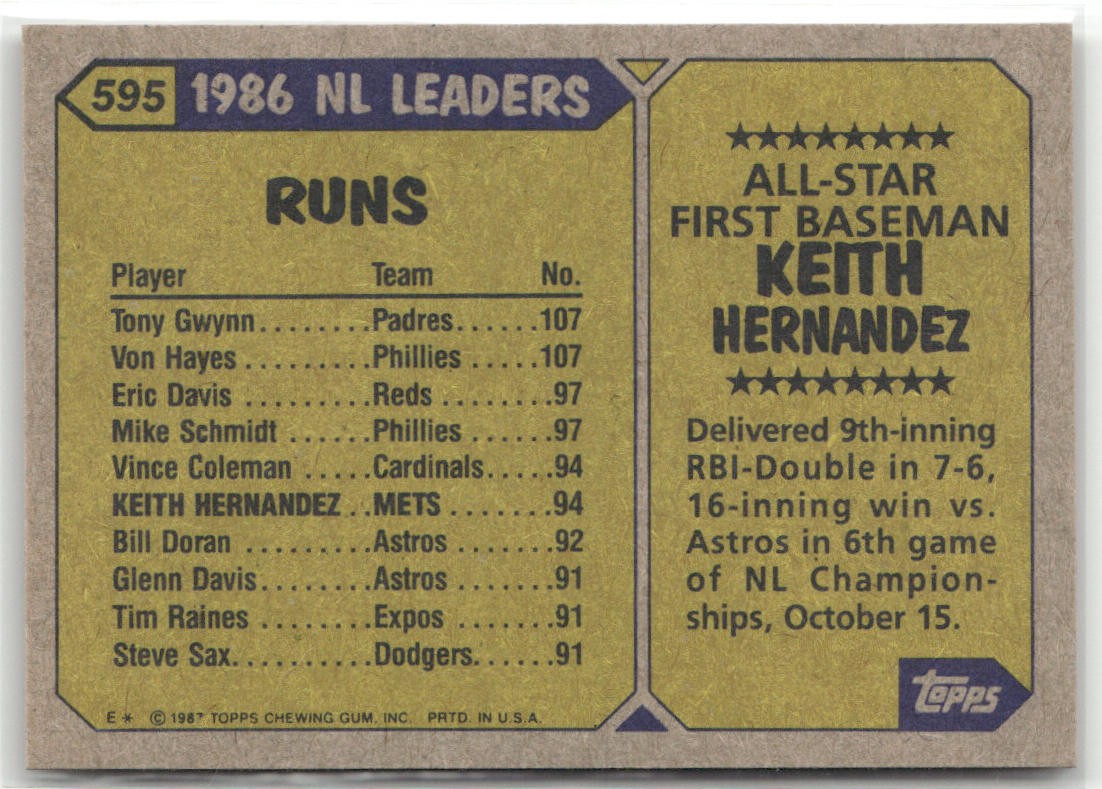 595 1986 NL LEADERS
RUNS
Player Team No.
Tony Gwynn........Padres......107
Von Hayes.........Phillies......107
Eric Davis..........Reds........97
Mike Schmidt......Phillies......97
Vince Coleman.....Cardinals.....94
KEITH HERNANDEZ..METS.......94
Bill Doran.........Astros.......92
Glenn Davis........Astros.......91
Tim Raines........Expos.......91
Steve Sax..........Dodgers......91
E* © 1987 TOPPS CHEWING GUM, INC. PRTD. IN U.S.A.
★★★★★★★★
ALL-STAR
FIRST BASEMAN
KEITH
HERNANDEZ
★★★★★★★★
Delivered 9th-inning
RBI-Double in 7-6,
16-inning win vs.
Astros in 6th game
of NL Champion-
ships, October 15.
topps